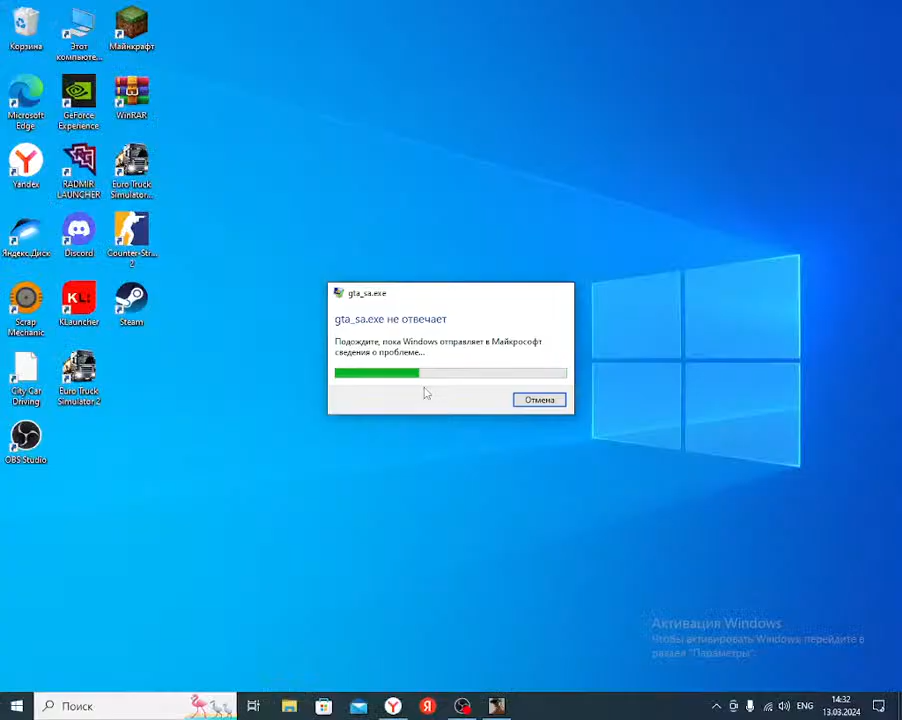 Корзина
Этот
компьюте...
Майнкрафт
Microsoft
Edge
GeForce
Experience
WinRAR
Yandex
RADMIR
LAUNCHER
Euro Truck
Simulator...
Яндекс.Диск
Discord
Counter-Str...
2
Scrap
Mechanic
KLauncher
Steam
City Car
Driving
Euro Truck
Simulator 2
OBS Studio
gta_sa.exe
gta_sa.exe не отвечает
Подождите, пока Windows отправляет в Майкрософт
сведения о проблеме...
Отмена
Активация Windows
Чтобы активировать Windows, перейдите в
раздел "Параметры".
Поиск
ENG
14:32
13.03.2024